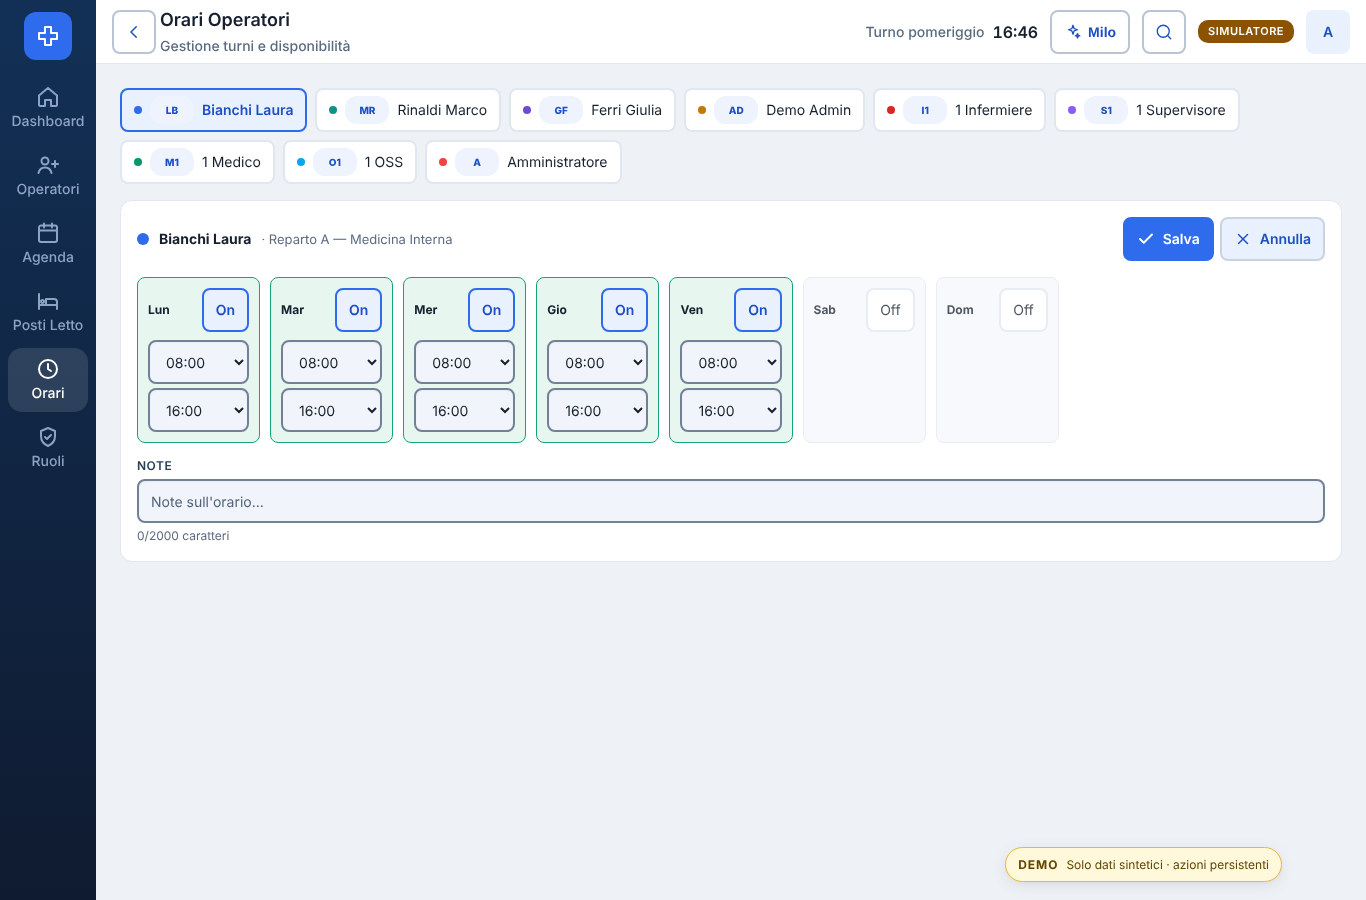 Orari Operatori
Gestione turni e disponibilità
Turno pomeriggio 16:46
Milo
SIMULATORE
A
Dashboard
Operatori
Agenda
Posti Letto
Orari
Ruoli
LB Bianchi Laura
MR Rinaldi Marco
GF Ferri Giulia
AD Demo Admin
I1 1 Infermiere
S1 1 Supervisore
M1 1 Medico
O1 1 OSS
A Amministratore
Bianchi Laura · Reparto A — Medicina Interna
Salva
Annulla
Lun On
08:00
16:00
Mar On
08:00
16:00
Mer On
08:00
16:00
Gio On
08:00
16:00
Ven On
08:00
16:00
Sab Off
Dom Off
NOTE
Note sull'orario...
0/2000 caratteri
DEMO Solo dati sintetici · azioni persistenti